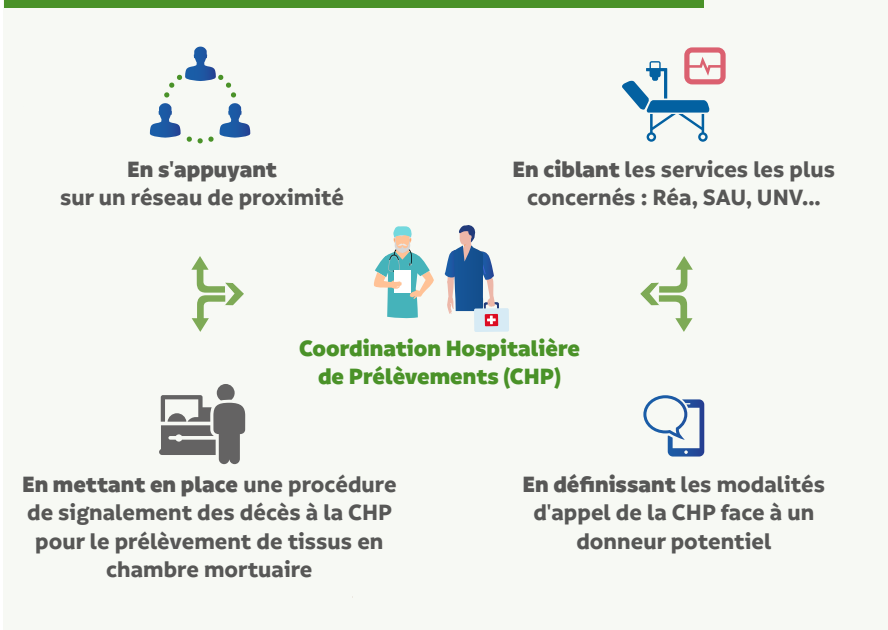 En s'appuyant
sur un réseau de proximité
En ciblant les services les plus
concernés : Réa, SAU, UNV...
Coordination Hospitalière
de Prélèvements (CHP)
En mettant en place une procédure
de signalement des décès à la CHP
pour le prélèvement de tissus en
chambre mortuaire
En définissant les modalités
d'appel de la CHP face à un
donneur potentiel